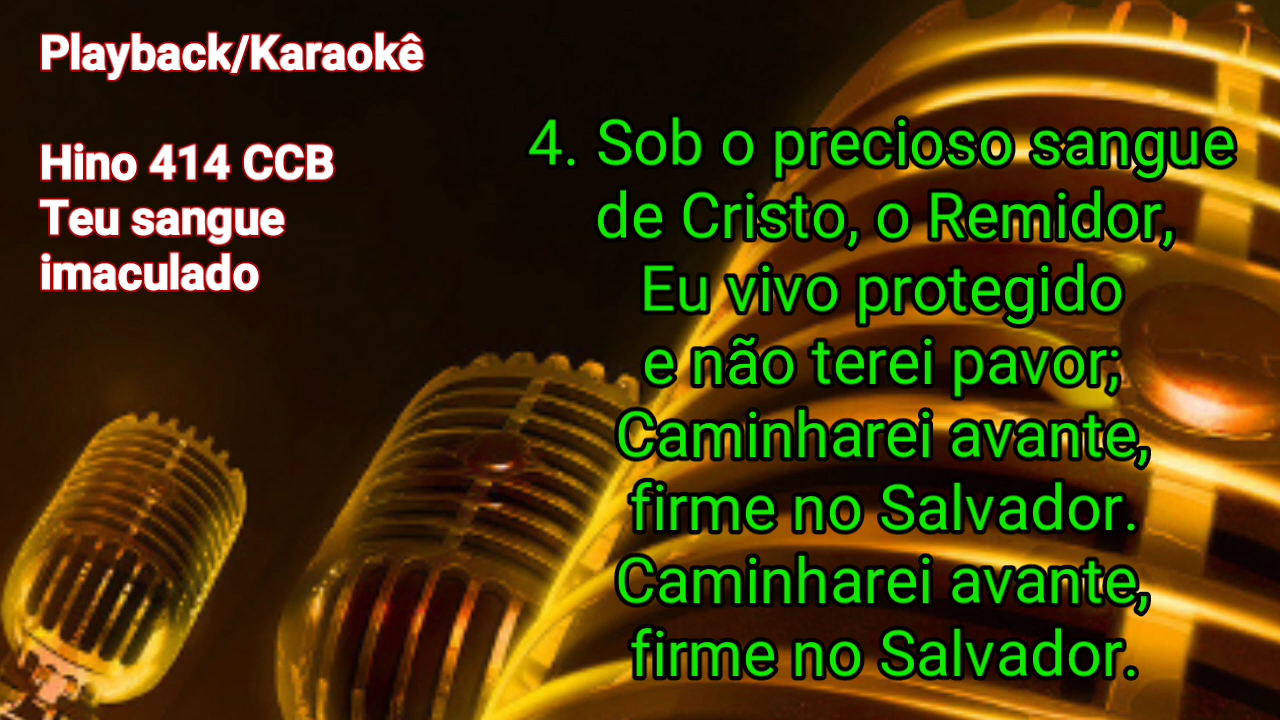 Playback/Karaokê
Hino 414 CCB
Teu sangue
imaculado
4. Sob o precioso sangue
de Cristo, o Remidor,
Eu vivo protegido
e não terei pavor;
Caminharei avante,
firme no Salvador.
Caminharei avante,
firme no Salvador.